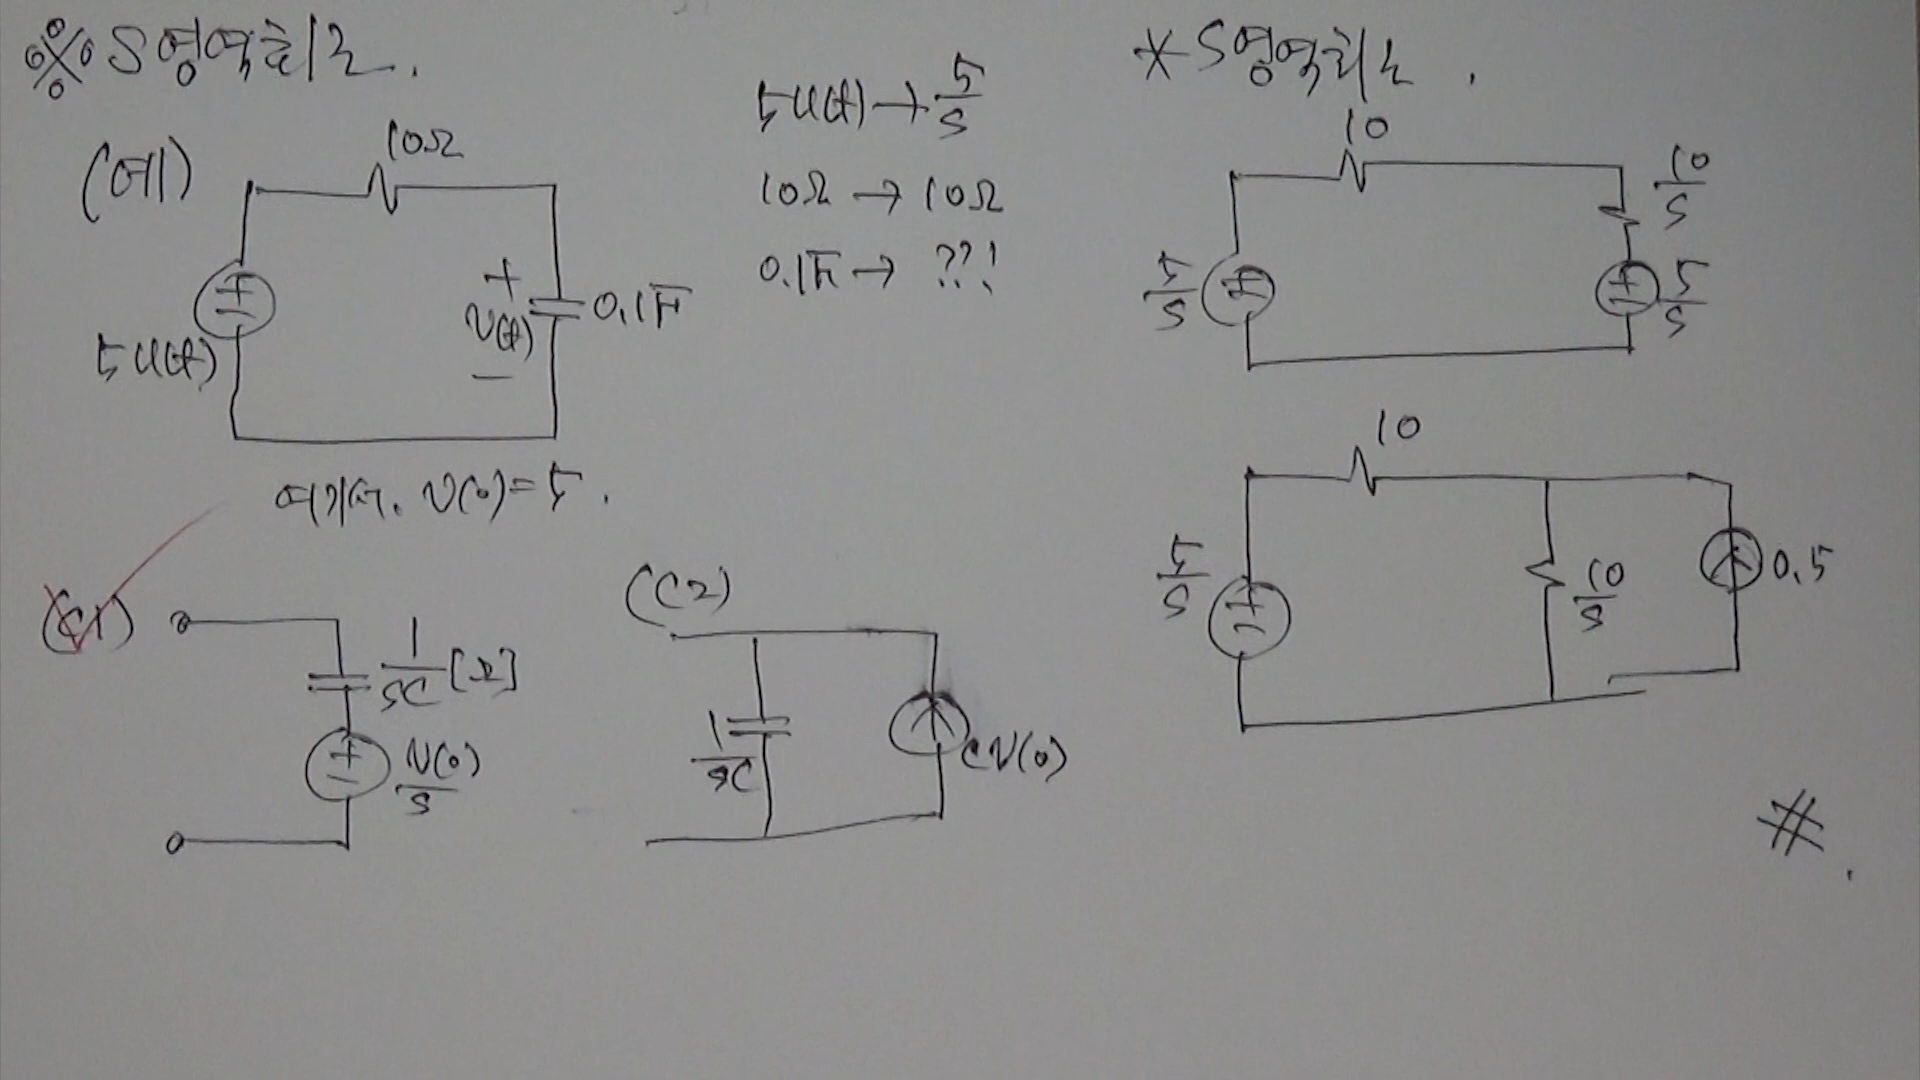 ※ S영역회로.
(예1)
10Ω
5u(t)
+
v(t)
−
0.1F
여기서. v(0)=5.
5u(t) → 5/s
10Ω → 10Ω
0.1F → ??!
(C1)
1/sC [Ω]
+
−
v(0)/s
(C2)
1/sC
Cv(0)
* S영역회로.
10
10/s
5/s
5/s
10
5/s
10/s
0.5
#.